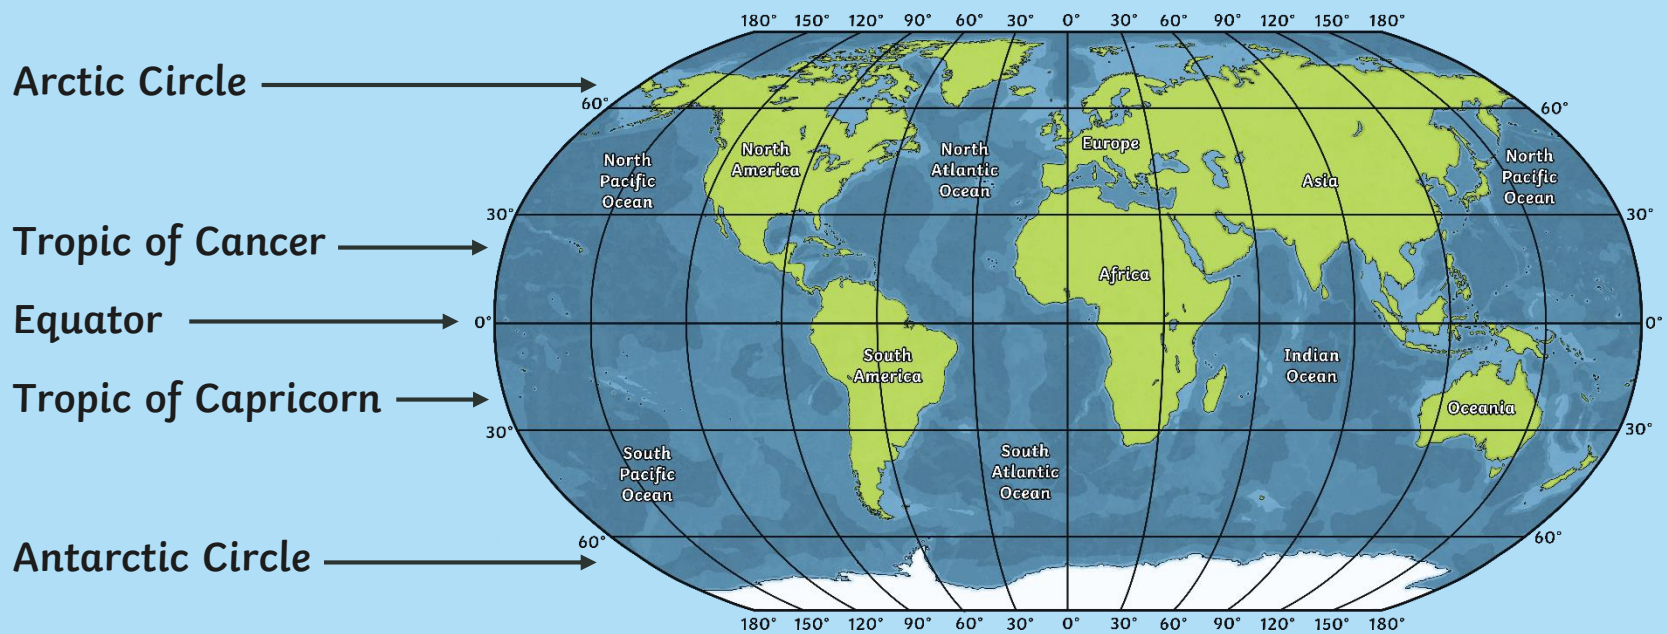 180° 150° 120° 90° 60° 30° 0° 30° 60° 90° 120° 150° 180°
Arctic Circle
60° 60°
North
America
North
Atlantic
Ocean
Europe
North
Pacific
Ocean
Asia
North
Pacific
Ocean
30° 30°
Tropic of Cancer
Africa
Equator
0° 0°
South
America
Indian
Ocean
Tropic of Capricorn
Oceania
30° 30°
South
Pacific
Ocean
South
Atlantic
Ocean
60° 60°
Antarctic Circle
180° 150° 120° 90° 60° 30° 0° 30° 60° 90° 120° 150° 180°